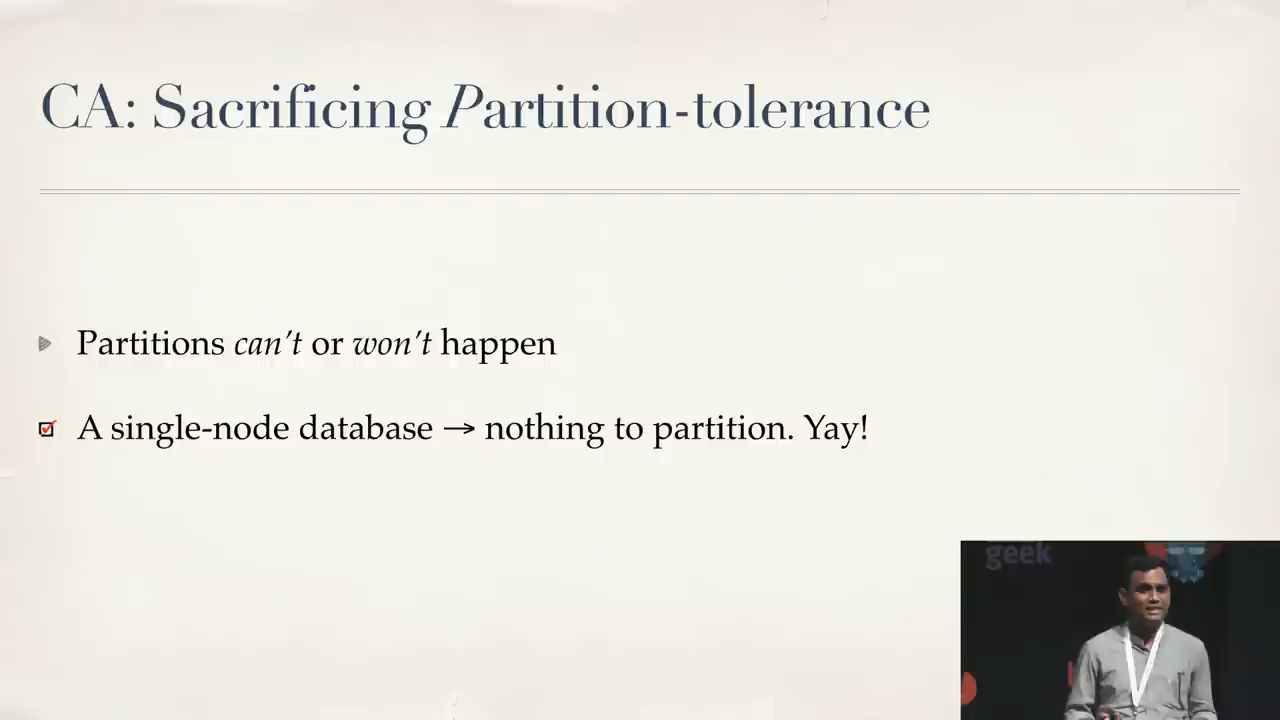 CA: Sacrificing Partition-tolerance
Partitions can't or won't happen
A single-node database → nothing to partition. Yay!
geek